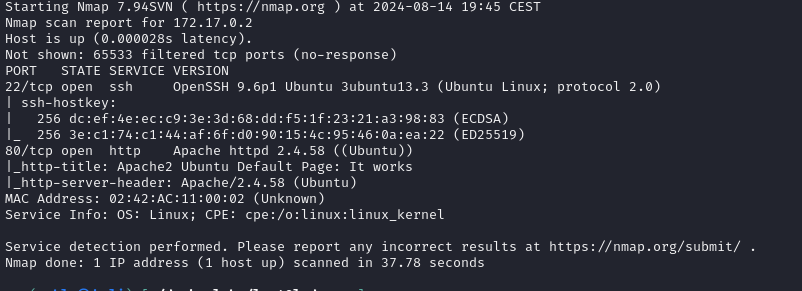 Starting Nmap 7.94SVN ( https://nmap.org ) at 2024-08-14 19:45 CEST
Nmap scan report for 172.17.0.2
Host is up (0.000028s latency).
Not shown: 65533 filtered tcp ports (no-response)
PORT   STATE SERVICE VERSION
22/tcp open  ssh     OpenSSH 9.6p1 Ubuntu 3ubuntu13.3 (Ubuntu Linux; protocol 2.0)
| ssh-hostkey:
|   256 dc:ef:4e:ec:c9:3e:3d:68:dd:f5:1f:23:21:a3:98:83 (ECDSA)
|_  256 3e:c1:74:c1:44:af:6f:d0:90:15:4c:95:46:0a:ea:22 (ED25519)
80/tcp open  http    Apache httpd 2.4.58 ((Ubuntu))
|_http-title: Apache2 Ubuntu Default Page: It works
|_http-server-header: Apache/2.4.58 (Ubuntu)
MAC Address: 02:42:AC:11:00:02 (Unknown)
Service Info: OS: Linux; CPE: cpe:/o:linux:linux_kernel

Service detection performed. Please report any incorrect results at https://nmap.org/submit/ .
Nmap done: 1 IP address (1 host up) scanned in 37.78 seconds